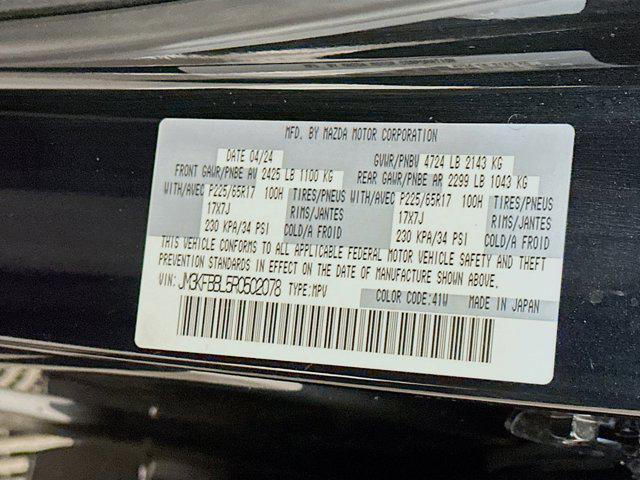 MFD. BY MAZDA MOTOR CORPORATION
DATE 04/24 GVWR/PNBV 4724 LB 2143 KG
FRONT GAWR/PNBE AV 2425 LB 1100 KG REAR GAWR/PNBE AR 2299 LB 1043 KG
WITH/AVEC P225/65R17 100H TIRES/PNEUS WITH/AVEC P225/65R17 100H TIRES/PNEUS
17X7J RIMS/JANTES 17X7J RIMS/JANTES
230 KPA/34 PSI COLD/A FROID 230 KPA/34 PSI COLD/A FROID
THIS VEHICLE CONFORMS TO ALL APPLICABLE FEDERAL MOTOR VEHICLE SAFETY AND THEFT
PREVENTION STANDARDS IN EFFECT ON THE DATE OF MANUFACTURE SHOWN ABOVE.
VIN: JM3KFBBL5R0502078 TYPE:MPV
COLOR CODE:41W MADE IN JAPAN